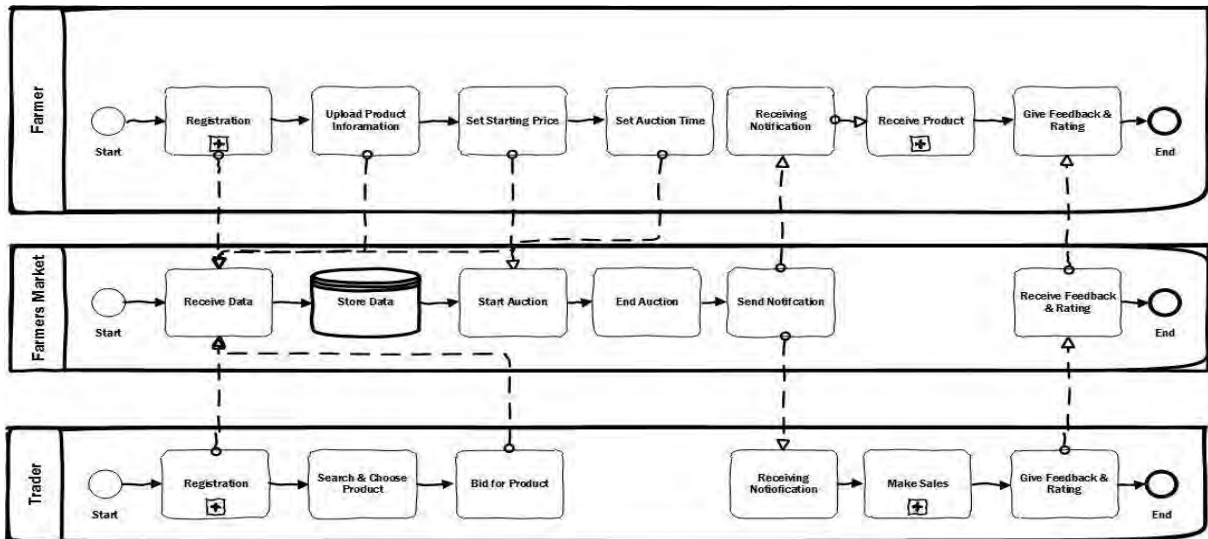 Farmer
Start
Registration
Upload Product
Inforamation
Set Starting Price
Set Auction Time
Receiving
Notification
Receive Product
Give Feedback &
Rating
End
Farmers Market
Start
Receive Data
Store Data
Start Auction
End Auction
Send Notifcation
Receive Feedback
& Rating
End
Trader
Start
Registration
Search & Choose
Product
Bid for Product
Receiving
Notiofication
Make Sales
Give Feedback &
Rating
End